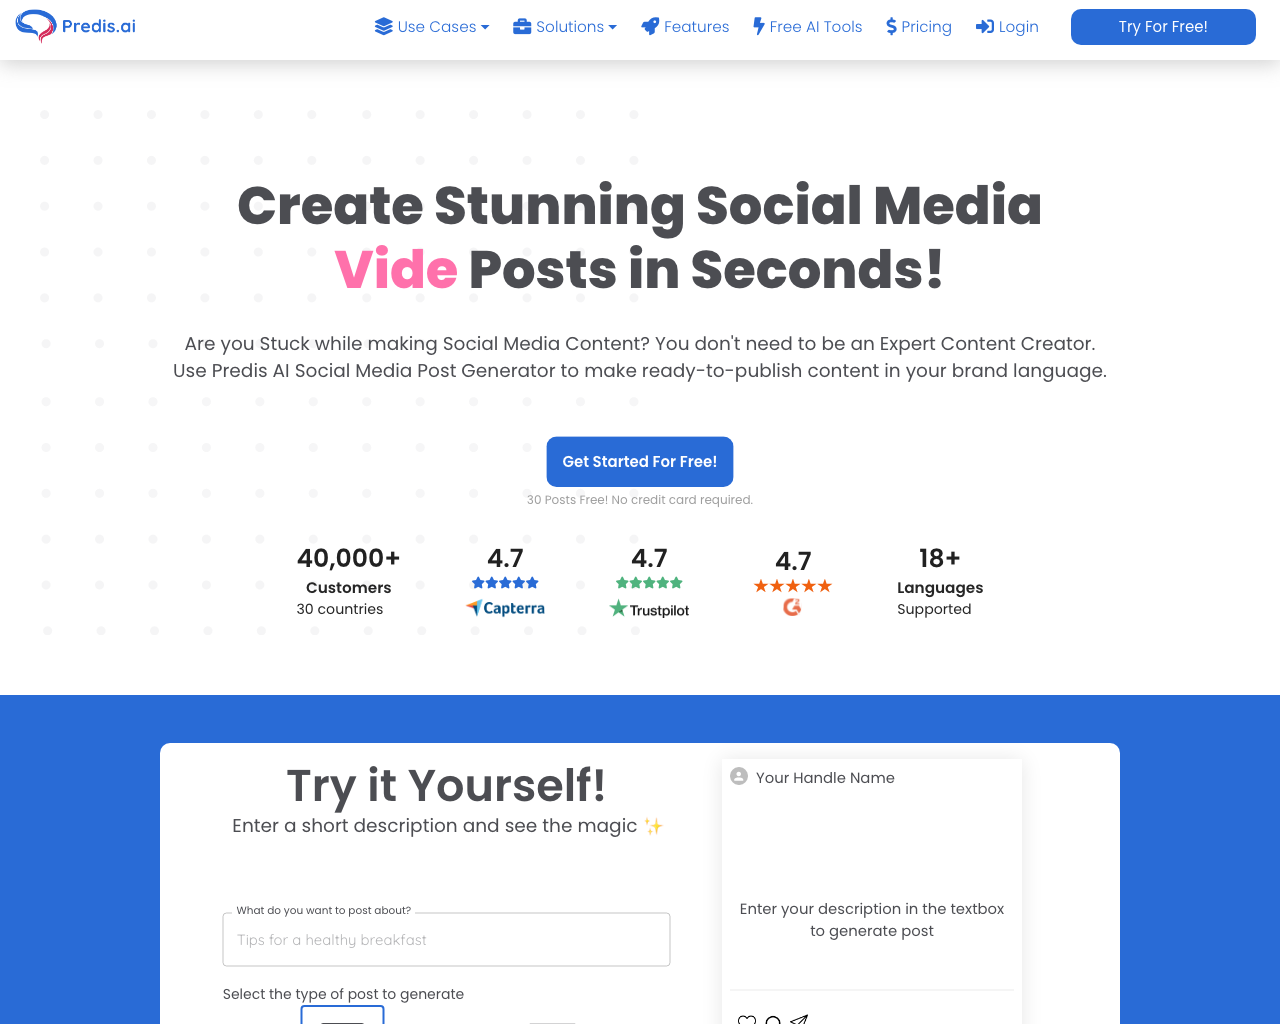 Predis.ai
Use Cases
Solutions
Features
Free AI Tools
Pricing
Login
Try For Free!
Create Stunning Social Media
Vide Posts in Seconds!
Are you Stuck while making Social Media Content? You don't need to be an Expert Content Creator.
Use Predis AI Social Media Post Generator to make ready-to-publish content in your brand language.
Get Started For Free!
30 Posts Free! No credit card required.
40,000+
Customers
30 countries
4.7
Capterra
4.7
Trustpilot
4.7
18+
Languages
Supported
Try it Yourself!
Enter a short description and see the magic ✨
What do you want to post about?
Tips for a healthy breakfast
Select the type of post to generate
Your Handle Name
Enter your description in the textbox
to generate post